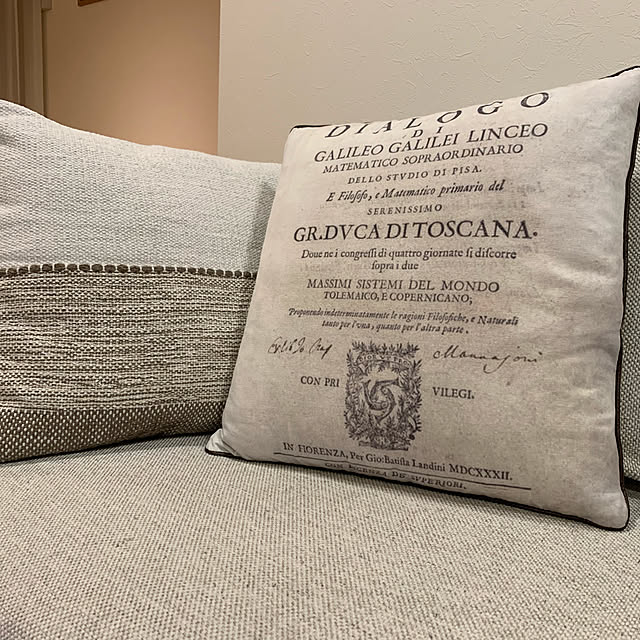 DIALOGO
DI
GALILEO GALILEI LINCEO
MATEMATICO SOPRAORDINARIO
DELLO STVDIO DI PISA.
E Filosofo, e Matematico primario del
SERENISSIMO
GR.DVCA DI TOSCANA.
Doue ne i congressi di quattro giornate si discorre
sopra i due
MASSIMI SISTEMI DEL MONDO
TOLEMAICO, E COPERNICANO;
Proponendo indeterminatamente le ragioni Filosofiche, e Naturali
tanto per l'vna, quanto per l'altra parte.
CON PRI VILEGI.
IN FIORENZA, Per Gio:Batista Landini MDCXXXII.
CON LICENZA DE' SVPERIORI.